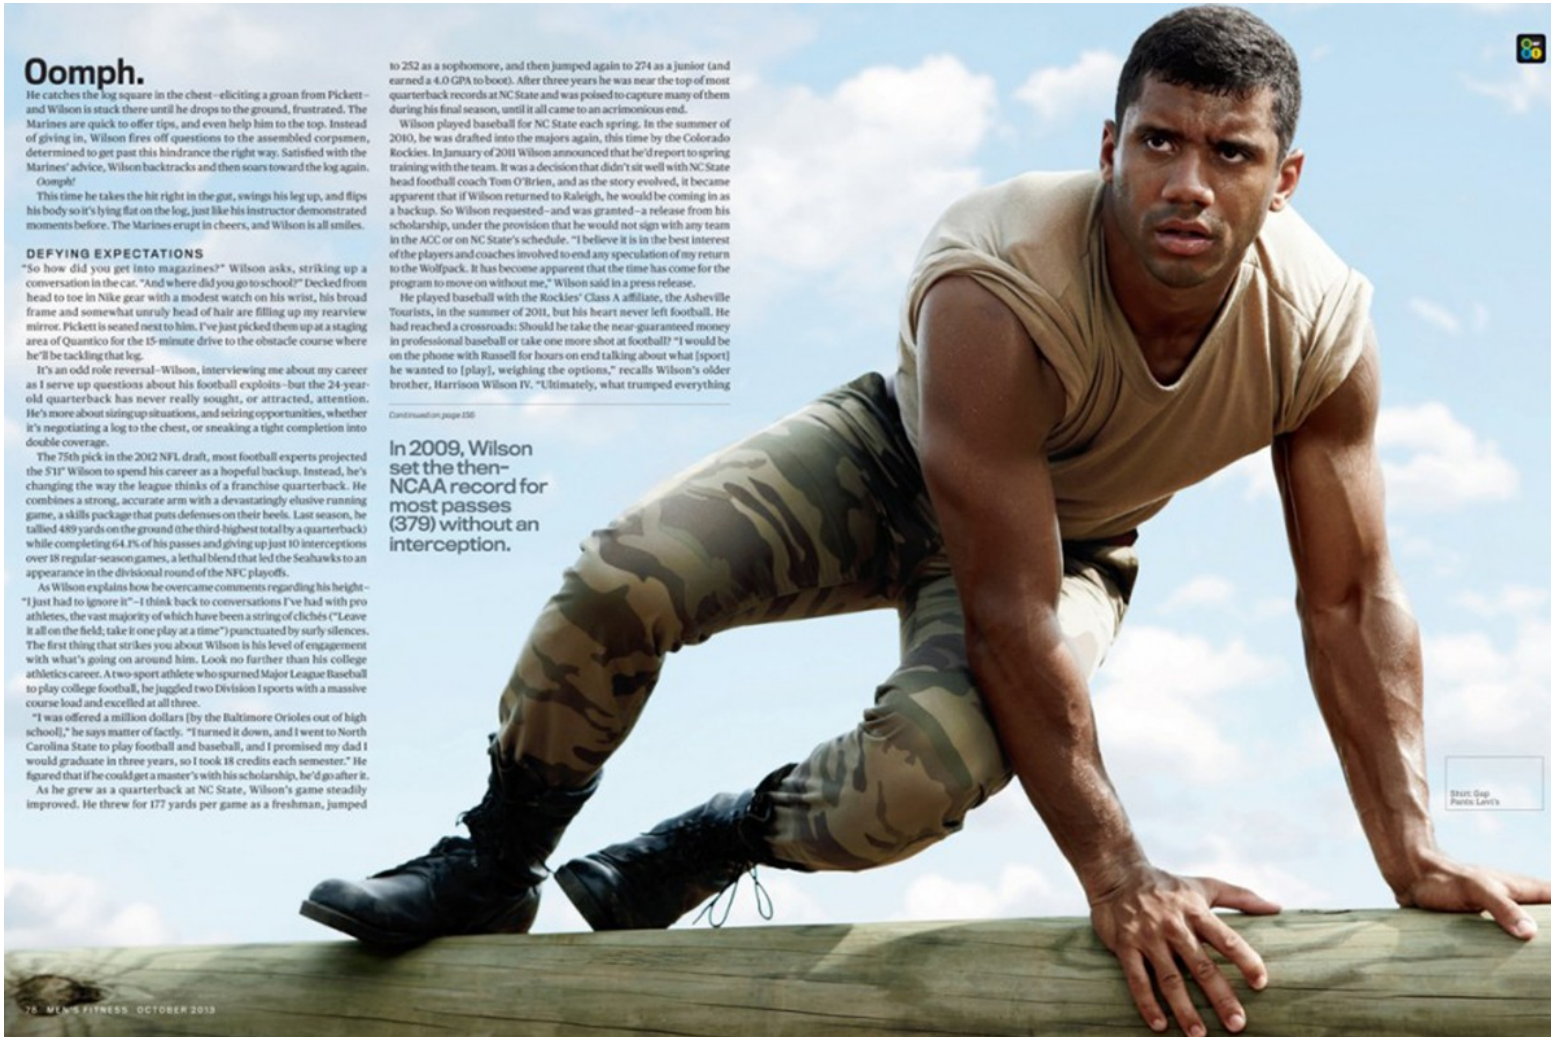 Oomph.
He catches the log square in the chest—eliciting a groan from Pickett—
and Wilson is stuck there until he drops to the ground, frustrated. The
Marines are quick to offer tips, and even help him to the top. Instead
of giving in, Wilson fires off questions to the assembled corpsmen,
determined to get past this hindrance the right way. Satisfied with the
Marines' advice, Wilson backtracks and then soars toward the log again.
Oomph!
This time he takes the hit right in the gut, swings his leg up, and flips
his body so it's lying flat on the log, just like his instructor demonstrated
moments before. The Marines erupt in cheers, and Wilson is all smiles.
DEFYING EXPECTATIONS
"So how did you get into magazines?" Wilson asks, striking up a
conversation in the car. "And where did you go to school?" Decked from
head to toe in Nike gear with a modest watch on his wrist, his broad
frame and somewhat unruly head of hair are filling up my rearview
mirror. Pickett is seated next to him. I've just picked them up at a staging
area of Quantico for the 15-minute drive to the obstacle course where
he'll be tackling that log.
It's an odd role reversal—Wilson, interviewing me about my career
as I serve up questions about his football exploits—but the 24-year-
old quarterback has never really sought, or attracted, attention.
He's more about sizing up situations, and seizing opportunities, whether
it's negotiating a log to the chest, or sneaking a tight completion into
double coverage.
The 75th pick in the 2012 NFL draft, most football experts projected
the 5'11" Wilson to spend his career as a hopeful backup. Instead, he's
changing the way the league thinks of a franchise quarterback. He
combines a strong, accurate arm with a devastatingly elusive running
game, a skills package that puts defenses on their heels. Last season, he
tallied 489 yards on the ground (the third-highest total by a quarterback)
while completing 64.1% of his passes and giving up just 10 interceptions
over 18 regular-season games, a lethal blend that led the Seahawks to an
appearance in the divisional round of the NFC playoffs.
As Wilson explains how he overcame comments regarding his height—
"I just had to ignore it"—I think back to conversations I've had with pro
athletes, the vast majority of which have been a string of clichés ("Leave
it all on the field; take it one play at a time") punctuated by surly silences.
The first thing that strikes you about Wilson is his level of engagement
with what's going on around him. Look no further than his college
athletics career. A two-sport athlete who spurned Major League Baseball
to play college football, he juggled two Division I sports with a massive
course load and excelled at all three.
"I was offered a million dollars [by the Baltimore Orioles out of high
school]," he says matter of factly. "I turned it down, and I went to North
Carolina State to play football and baseball, and I promised my dad I
would graduate in three years, so I took 18 credits each semester." He
figured that if he could get a master's with his scholarship, he'd go after it.
As he grew as a quarterback at NC State, Wilson's game steadily
improved. He threw for 177 yards per game as a freshman, jumped
to 252 as a sophomore, and then jumped again to 274 as a junior (and
earned a 4.0 GPA to boot). After three years he was near the top of most
quarterback records at NC State and was poised to capture many of them
during his final season, until it all came to an acrimonious end.
Wilson played baseball for NC State each spring. In the summer of
2010, he was drafted into the majors again, this time by the Colorado
Rockies. In January of 2011 Wilson announced that he'd report to spring
training with the team. It was a decision that didn't sit well with NC State
head football coach Tom O'Brien, and as the story evolved, it became
apparent that if Wilson returned to Raleigh, he would be coming in as
a backup. So Wilson requested—and was granted—a release from his
scholarship, under the provision that he would not sign with any team
in the ACC or on NC State's schedule. "I believe it is in the best interest
of the players and coaches involved to end any speculation of my return
to the Wolfpack. It has become apparent that the time has come for the
program to move on without me," Wilson said in a press release.
He played baseball with the Rockies' Class A affiliate, the Asheville
Tourists, in the summer of 2011, but his heart never left football. He
had reached a crossroads: Should he take the near-guaranteed money
in professional baseball or take one more shot at football? "I would be
on the phone with Russell for hours on end talking about what [sport]
he wanted to [play], weighing the options," recalls Wilson's older
brother, Harrison Wilson IV. "Ultimately, what trumped everything
Continued on page
In 2009, Wilson
set the then-
NCAA record for
most passes
(379) without an
interception.
Shirt: Gap
Pants: Levi's
MEN'S FITNESS OCTOBER 2013